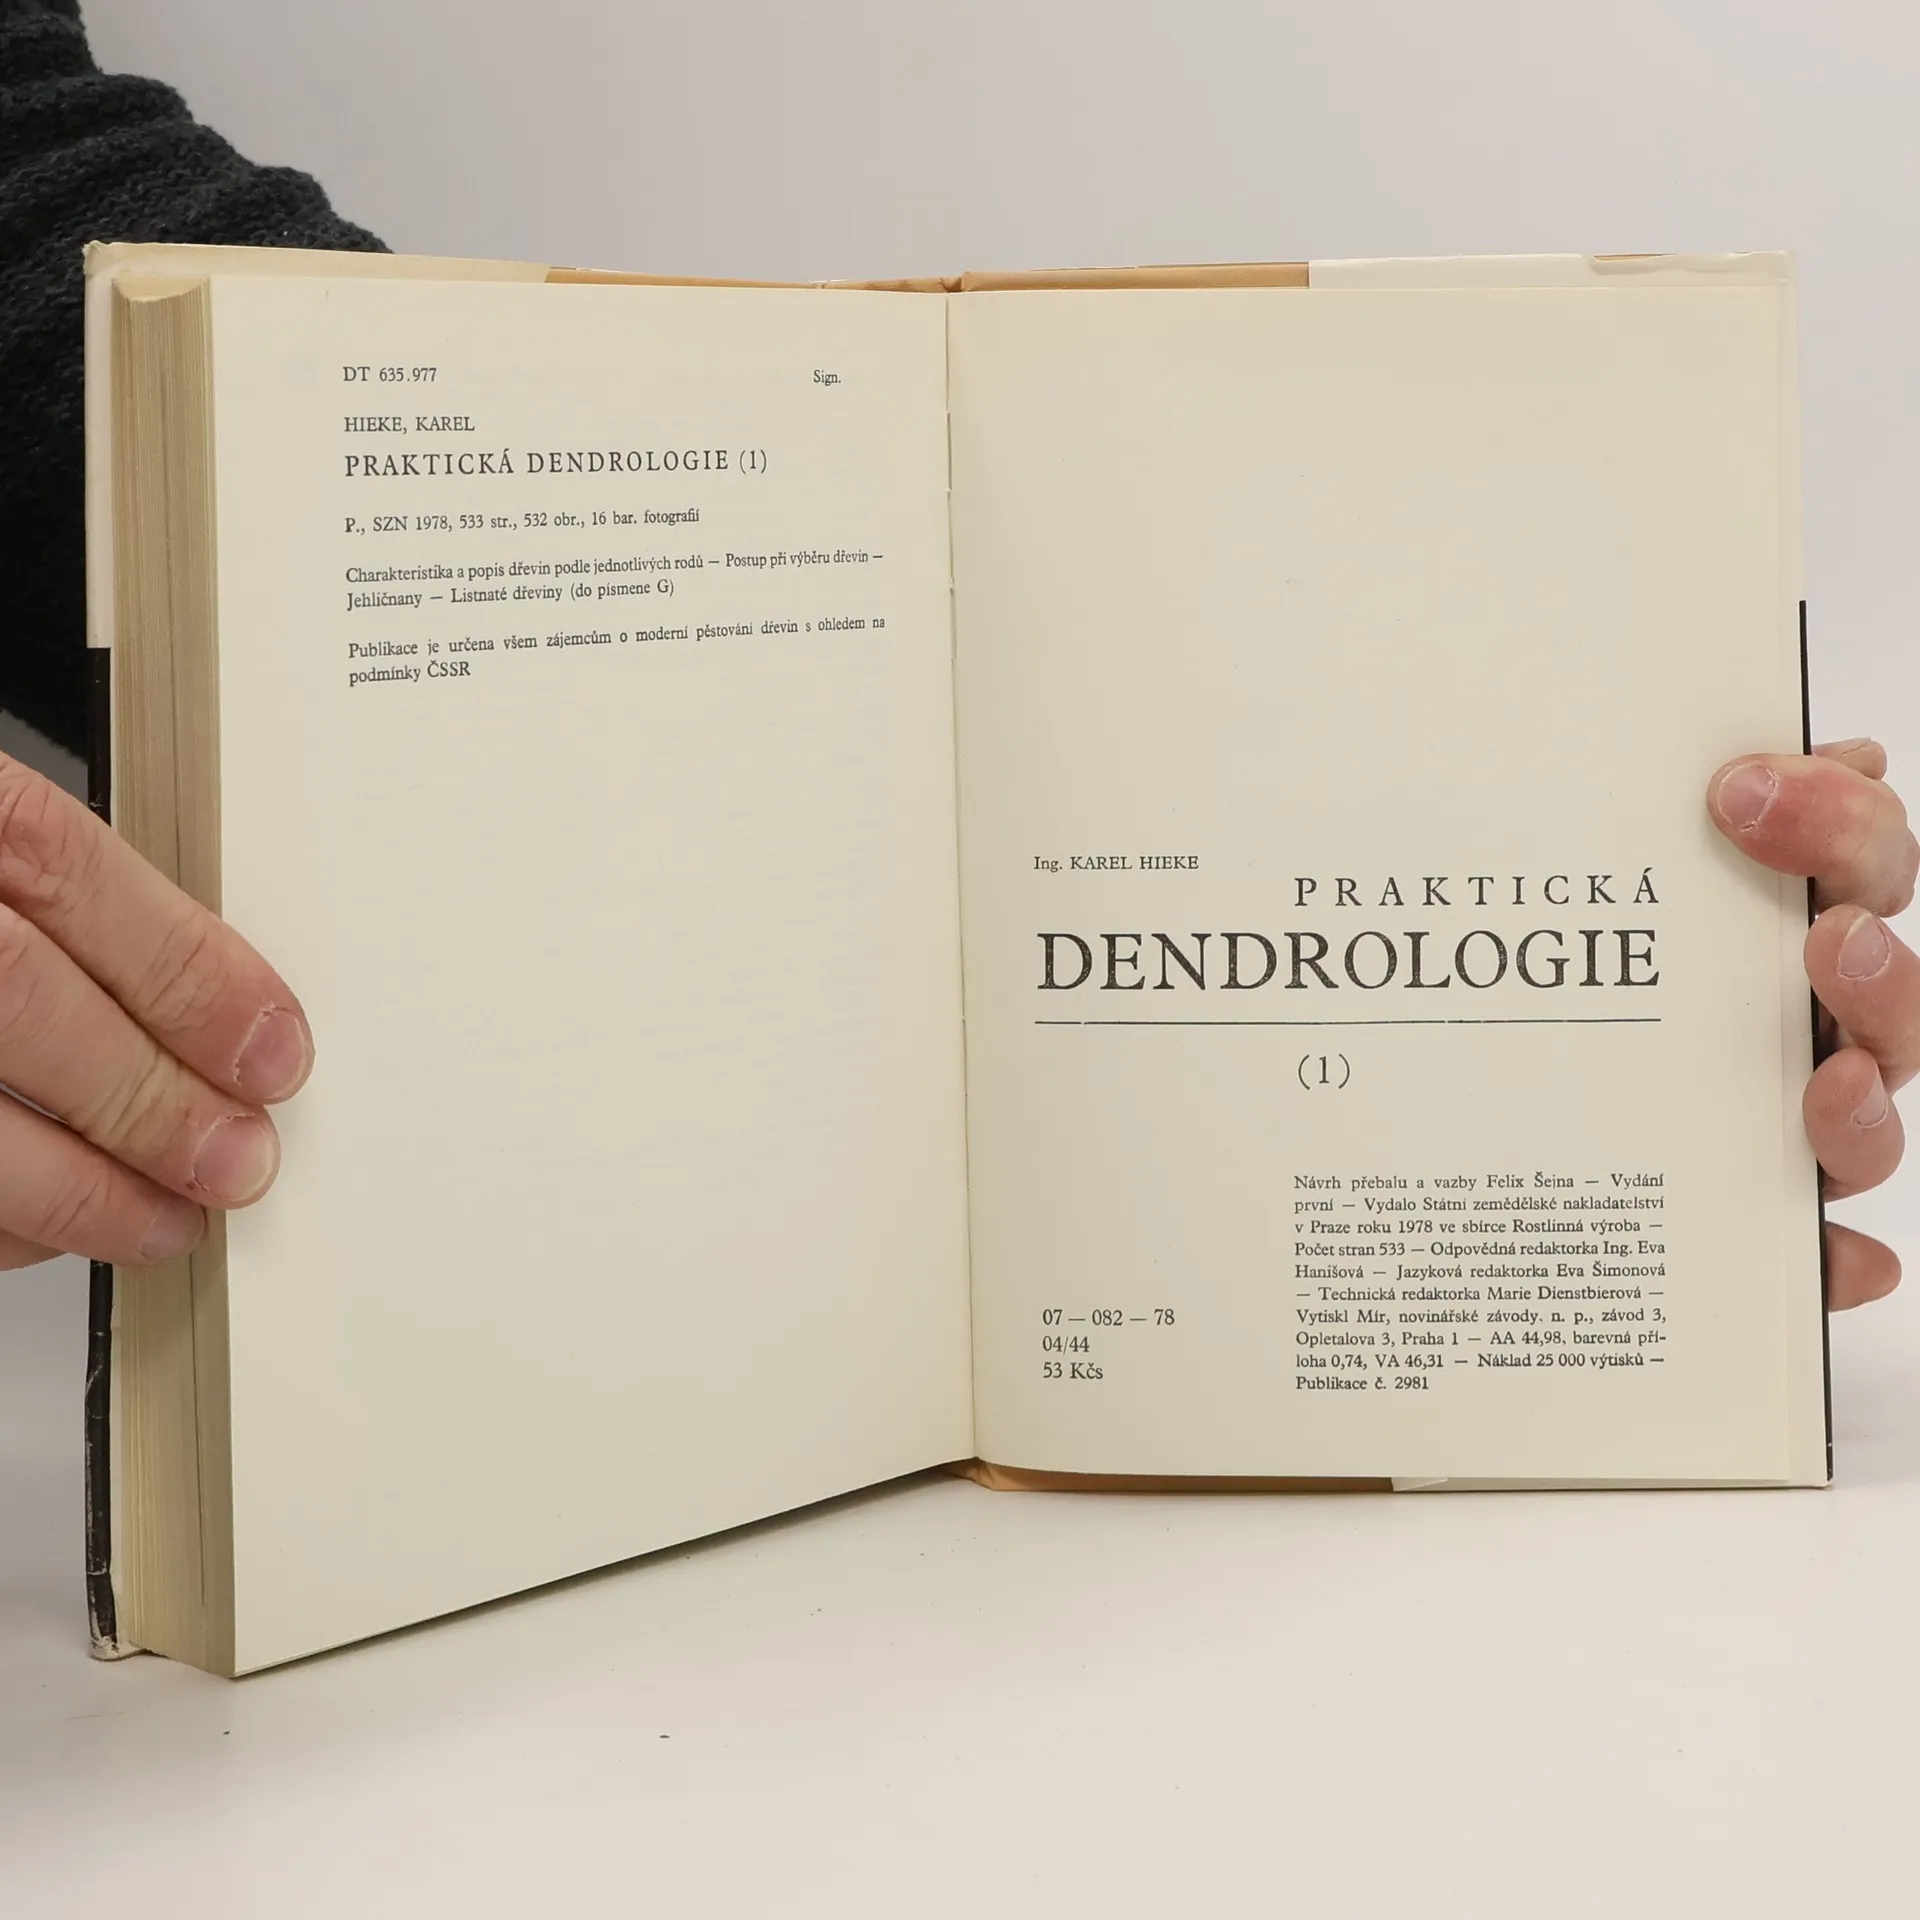 DT 635.977
Sign.
HIEKE, KAREL
PRAKTICKÁ DENDROLOGIE (1)
P., SZN 1978, 533 str., 532 obr., 16 bar. fotografií
Charakteristika a popis dřevin podle jednotlivých rodů — Postup při výběru dřevin —
Jehličnany — Listnaté dřeviny (do písmene G)
Publikace je určena všem zájemcům o moderní pěstování dřevin s ohledem na
podmínky ČSSR
Ing. KAREL HIEKE
PRAKTICKÁ
DENDROLOGIE
(1)
Návrh přebalu a vazby Felix Šejna — Vydání
první — Vydalo Státní zemědělské nakladatelství
v Praze roku 1978 ve sbírce Rostlinná výroba —
Počet stran 533 — Odpovědná redaktorka Ing. Eva
Hanišová — Jazyková redaktorka Eva Šimonová
— Technická redaktorka Marie Dienstbierová —
Vytiskl Mír, novinářské závody. n. p., závod 3,
Opletalova 3, Praha 1 — AA 44,98, barevná pří-
loha 0,74, VA 46,31 — Náklad 25 000 výtisků —
Publikace č. 2981
07 — 082 — 78
04/44
53 Kčs